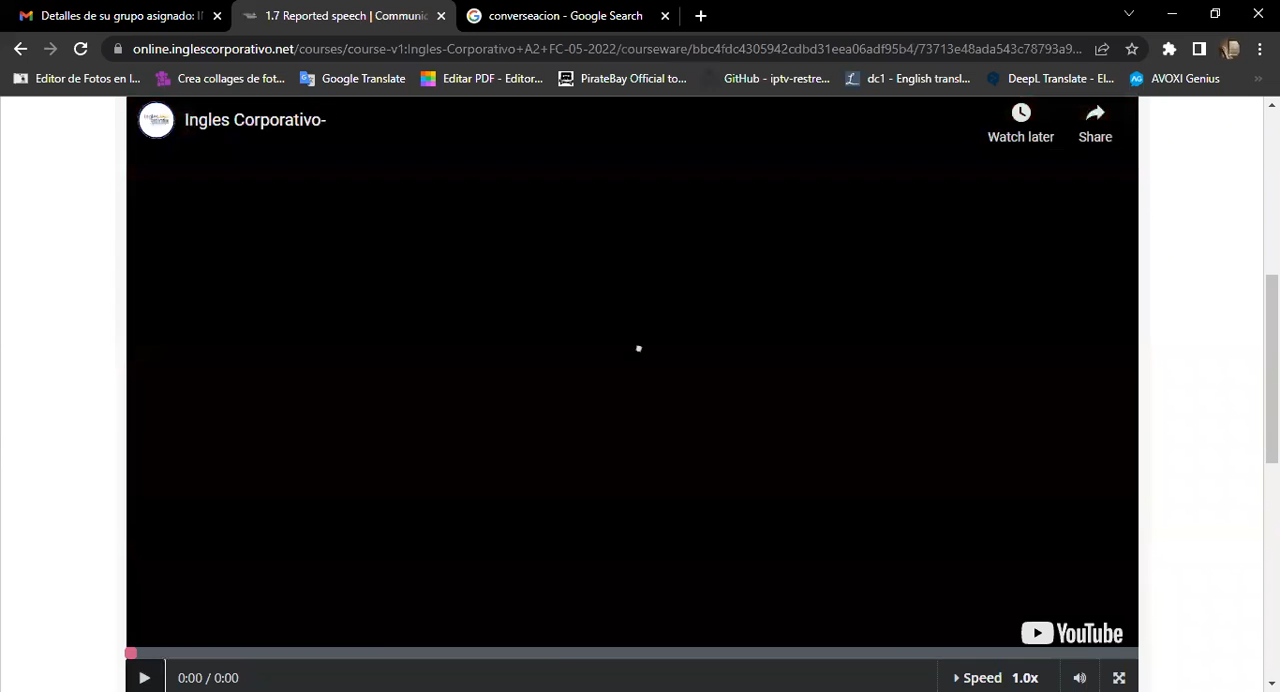 Detalles de su grupo asignado: I
1.7 Reported speech | Communic
converseacion - Google Search
online.inglescorporativo.net/courses/course-v1:Ingles-Corporativo+A2+FC-05-2022/courseware/bbc4fdc4305942cdbd31eea06adf95b4/73713e48ada543c78793a9...
Editor de Fotos en l...
Crea collages de fot...
Google Translate
Editar PDF - Editor...
PirateBay Official to...
GitHub - iptv-restre...
dc1 - English transl...
DeepL Translate - El...
AVOXI Genius
»
Ingles Corporativo-
Watch later
Share
YouTube
0:00 / 0:00
Speed 1.0x